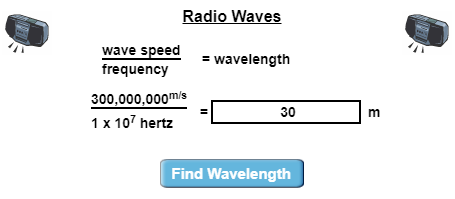 Radio Waves
wave speed
frequency
= wavelength
300,000,000m/s
1 x 10⁷ hertz
= 30 m
Find Wavelength